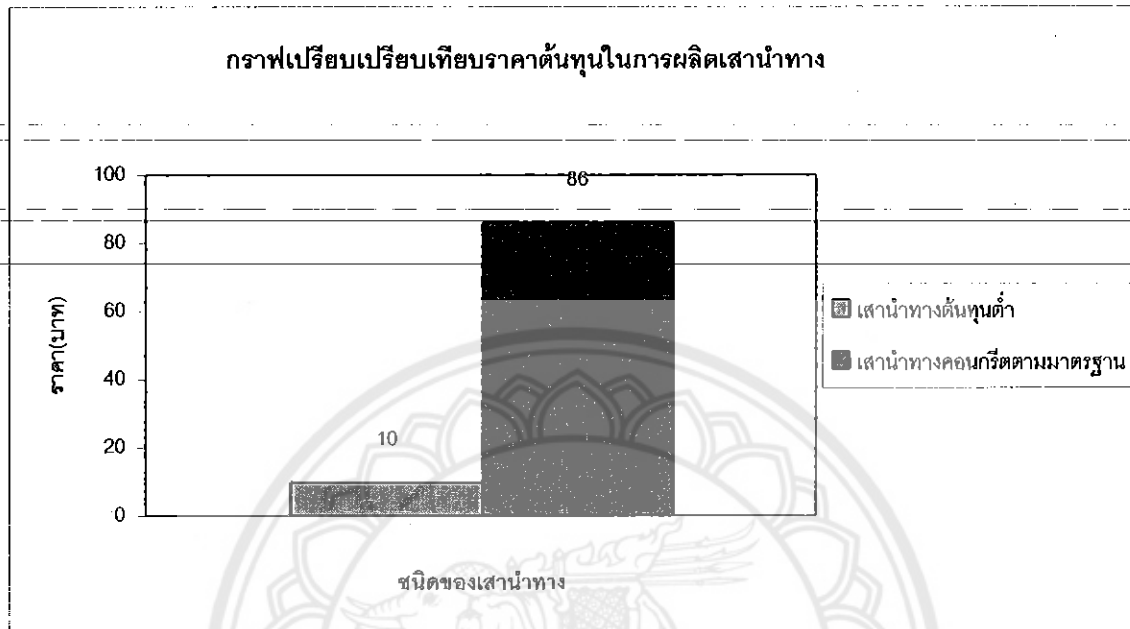 กราฟเปรียบเปรียบเทียบราคาต้นทุนในการผลิตเสานำทาง
100
86
80
60
40
20
0
10
ราคา(บาท)
ชนิดของเสานำทาง
เสานำทางต้นทุนต่ำ
เสานำทางคอนกรีตตามมาตรฐาน